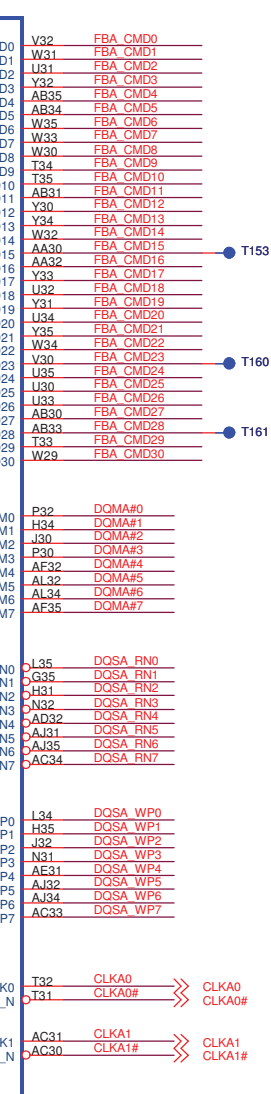 D0 V32 FBA_CMD0
D1 W31 FBA_CMD1
D2 U31 FBA_CMD2
D3 Y32 FBA_CMD3
D4 AB35 FBA_CMD4
D5 AB34 FBA_CMD5
D6 W35 FBA_CMD6
D7 W33 FBA_CMD7
D8 W30 FBA_CMD8
D9 T34 FBA_CMD9
10 T35 FBA_CMD10
11 AB31 FBA_CMD11
12 Y30 FBA_CMD12
13 Y34 FBA_CMD13
14 W32 FBA_CMD14
15 AA30 FBA_CMD15 T153
16 AA32 FBA_CMD16
17 Y33 FBA_CMD17
18 U32 FBA_CMD18
19 Y31 FBA_CMD19
20 U34 FBA_CMD20
21 Y35 FBA_CMD21
22 W34 FBA_CMD22
23 V30 FBA_CMD23 T160
24 U35 FBA_CMD24
25 U30 FBA_CMD25
26 U33 FBA_CMD26
27 AB30 FBA_CMD27
28 AB33 FBA_CMD28 T161
29 T33 FBA_CMD29
30 W29 FBA_CMD30
M0 P32 DQMA#0
M1 H34 DQMA#1
M2 J30 DQMA#2
M3 P30 DQMA#3
M4 AF32 DQMA#4
M5 AL32 DQMA#5
M6 AL34 DQMA#6
M7 AF35 DQMA#7
N0 L35 DQSA_RN0
N1 G35 DQSA_RN1
N2 H31 DQSA_RN2
N3 N32 DQSA_RN3
N4 AD32 DQSA_RN4
N5 AJ31 DQSA_RN5
N6 AJ35 DQSA_RN6
N7 AC34 DQSA_RN7
P0 L34 DQSA_WP0
P1 H35 DQSA_WP1
P2 J32 DQSA_WP2
P3 N31 DQSA_WP3
P4 AE31 DQSA_WP4
P5 AJ32 DQSA_WP5
P6 AJ34 DQSA_WP6
P7 AC33 DQSA_WP7
K0 T32 CLKA0 CLKA0
_N T31 CLKA0# CLKA0#
K1 AC31 CLKA1 CLKA1
_N AC30 CLKA1# CLKA1#